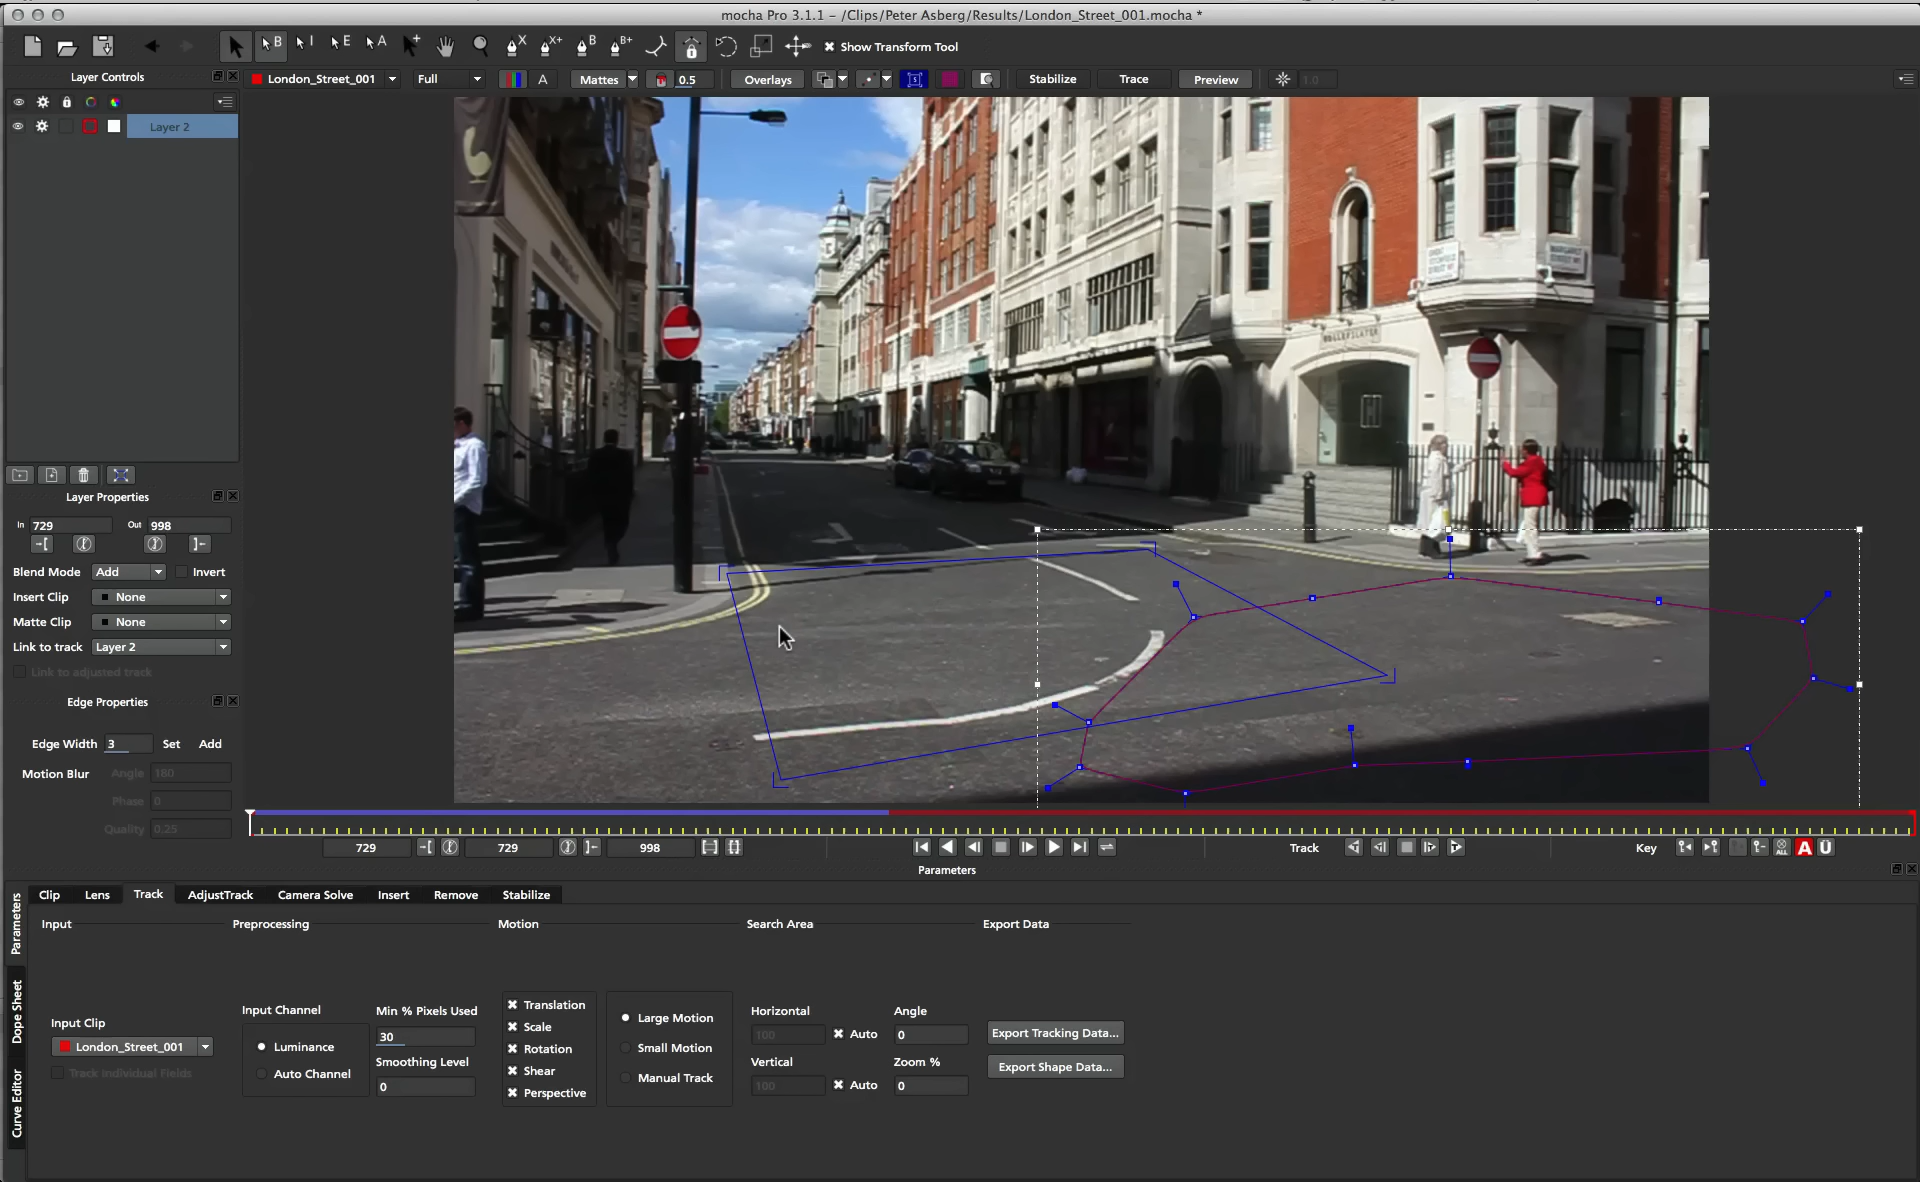 mocha Pro 3.1.1 – /Clips/Peter Asberg/Results/London_Street_001.mocha *
B I E A X X+ B B+ Show Transform Tool
Layer Controls
London_Street_001 Full A Mattes 0.5 Overlays Stabilize Trace Preview 1.0
Layer 2
Layer Properties
In 729 Out 998
Blend Mode Add Invert
Insert Clip None
Matte Clip None
Link to track Layer 2
Link to adjusted track
Edge Properties
Edge Width 3 Set Add
Motion Blur Angle 180
Phase 0
Quality 0.25
729 729 998 Track Key ALL A Ü
Parameters
Parameters
Dope Sheet
Curve Editor
Clip Lens Track AdjustTrack Camera Solve Insert Remove Stabilize
Input Preprocessing Motion Search Area Export Data
Input Clip
London_Street_001
Track Individual Fields
Input Channel
Luminance
Auto Channel
Min % Pixels Used
30
Smoothing Level
0
Translation
Scale
Rotation
Shear
Perspective
Large Motion
Small Motion
Manual Track
Horizontal
100 Auto
Vertical
100 Auto
Angle
0
Zoom %
0
Export Tracking Data...
Export Shape Data...